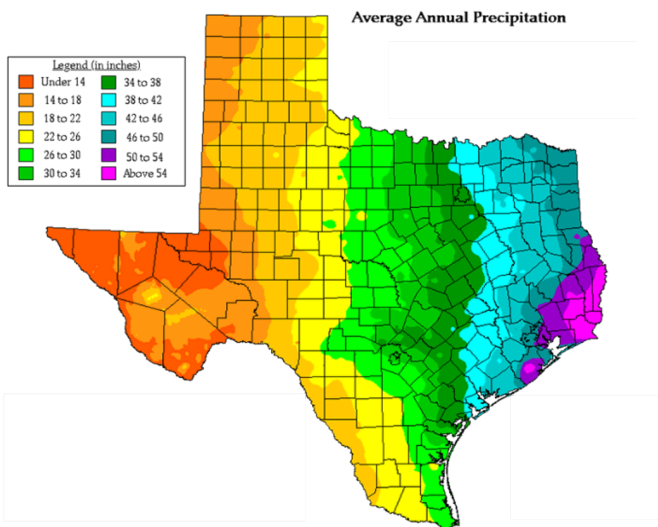 Average Annual Precipitation
Legend (in inches)
Under 14
14 to 18
18 to 22
22 to 26
26 to 30
30 to 34
34 to 38
38 to 42
42 to 46
46 to 50
50 to 54
Above 54